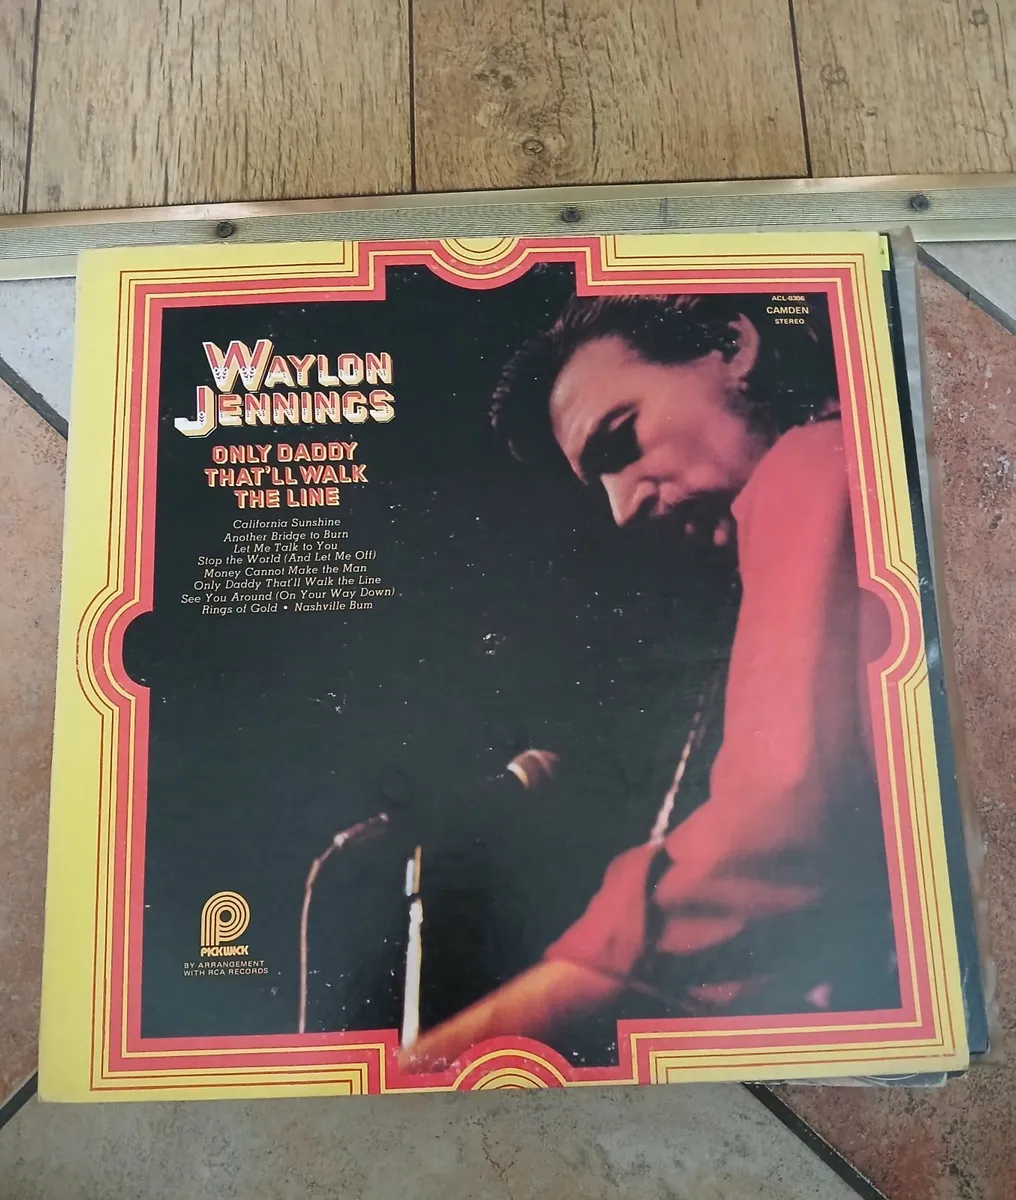 ACL-0306
CAMDEN
STEREO
WAYLON
JENNINGS
ONLY DADDY
THAT'LL WALK
THE LINE
California Sunshine
Another Bridge to Burn
Let Me Talk to You
Stop the World (And Let Me Off)
Money Cannot Make the Man
Only Daddy That'll Walk the Line
See You Around (On Your Way Down)
Rings of Gold • Nashville Bum
PICKWICK
BY ARRANGEMENT
WITH RCA RECORDS